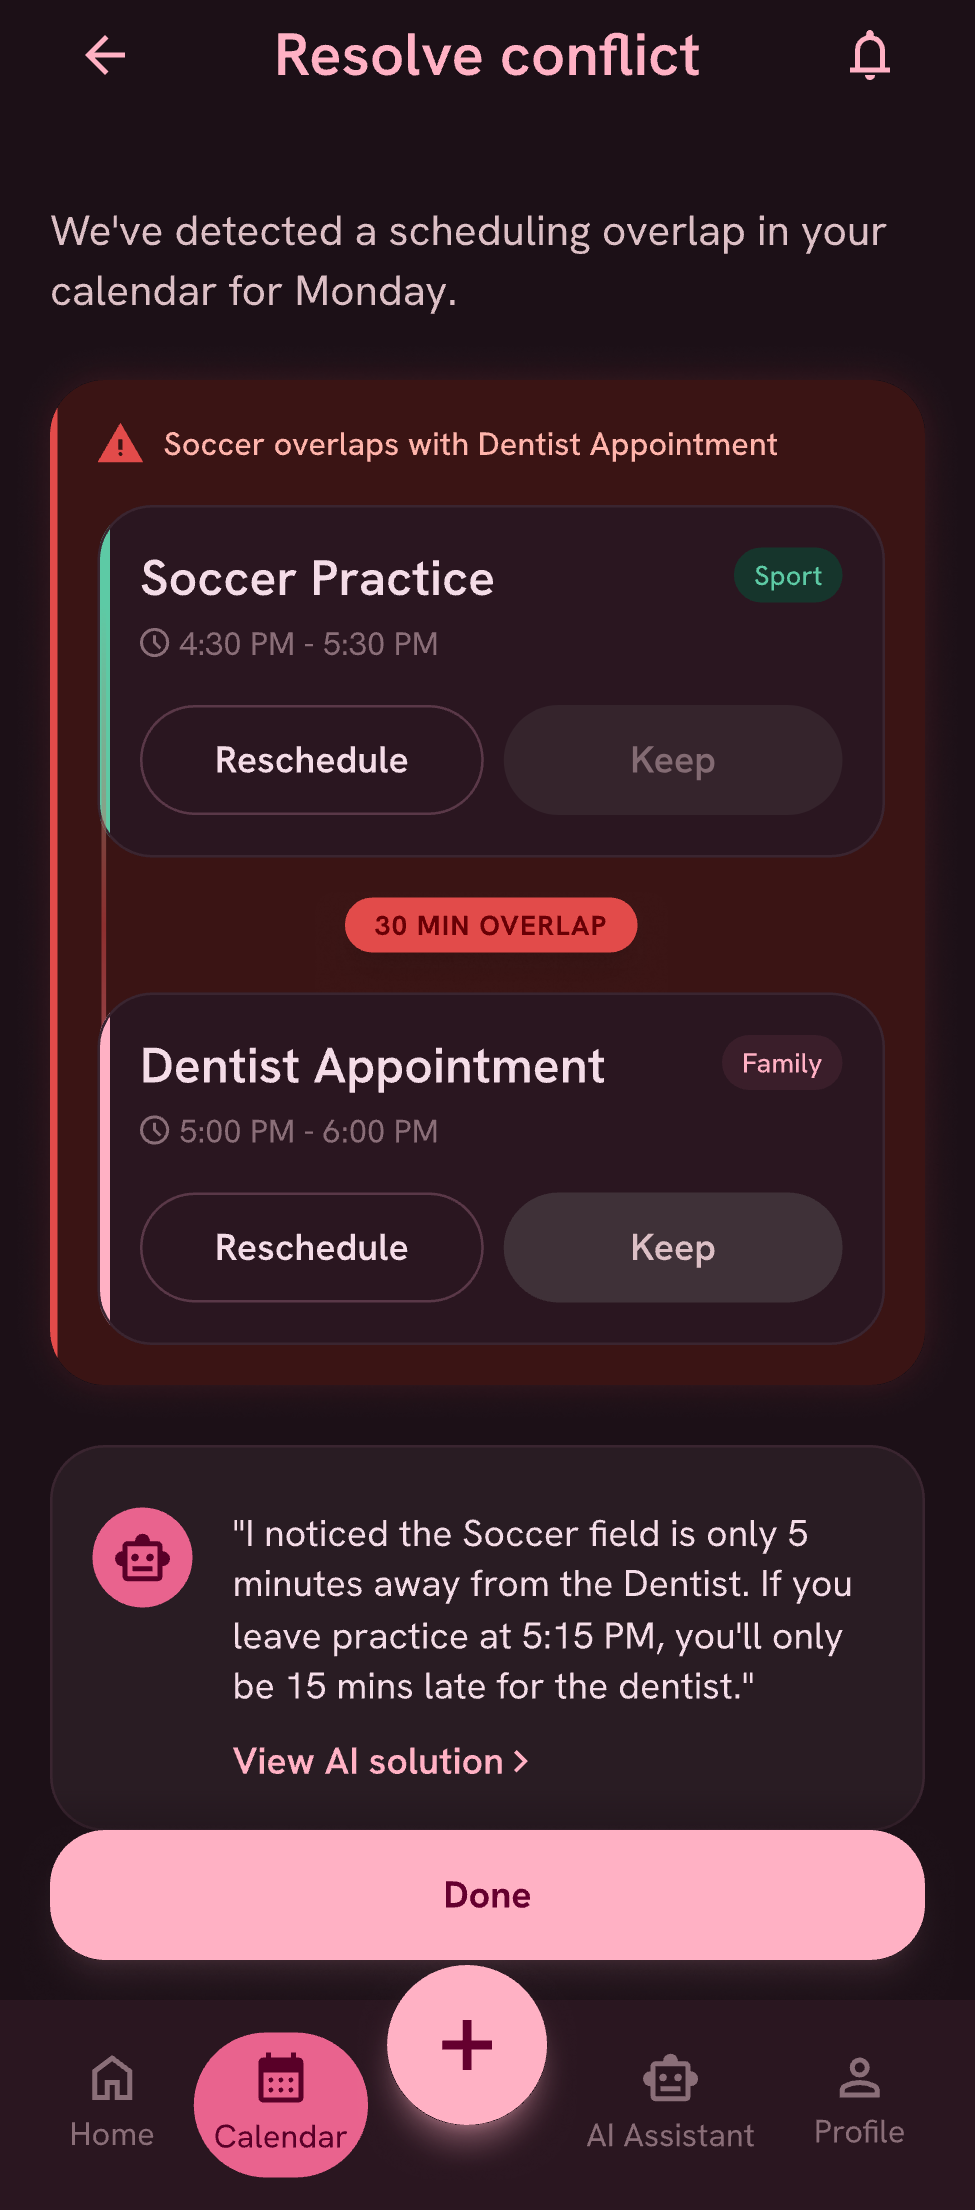 Resolve conflict
We've detected a scheduling overlap in your
calendar for Monday.
Soccer overlaps with Dentist Appointment
Soccer Practice
Sport
4:30 PM - 5:30 PM
Reschedule
Keep
30 MIN OVERLAP
Dentist Appointment
Family
5:00 PM - 6:00 PM
Reschedule
Keep
"I noticed the Soccer field is only 5
minutes away from the Dentist. If you
leave practice at 5:15 PM, you'll only
be 15 mins late for the dentist."
View AI solution
Done
Home
Calendar
AI Assistant
Profile